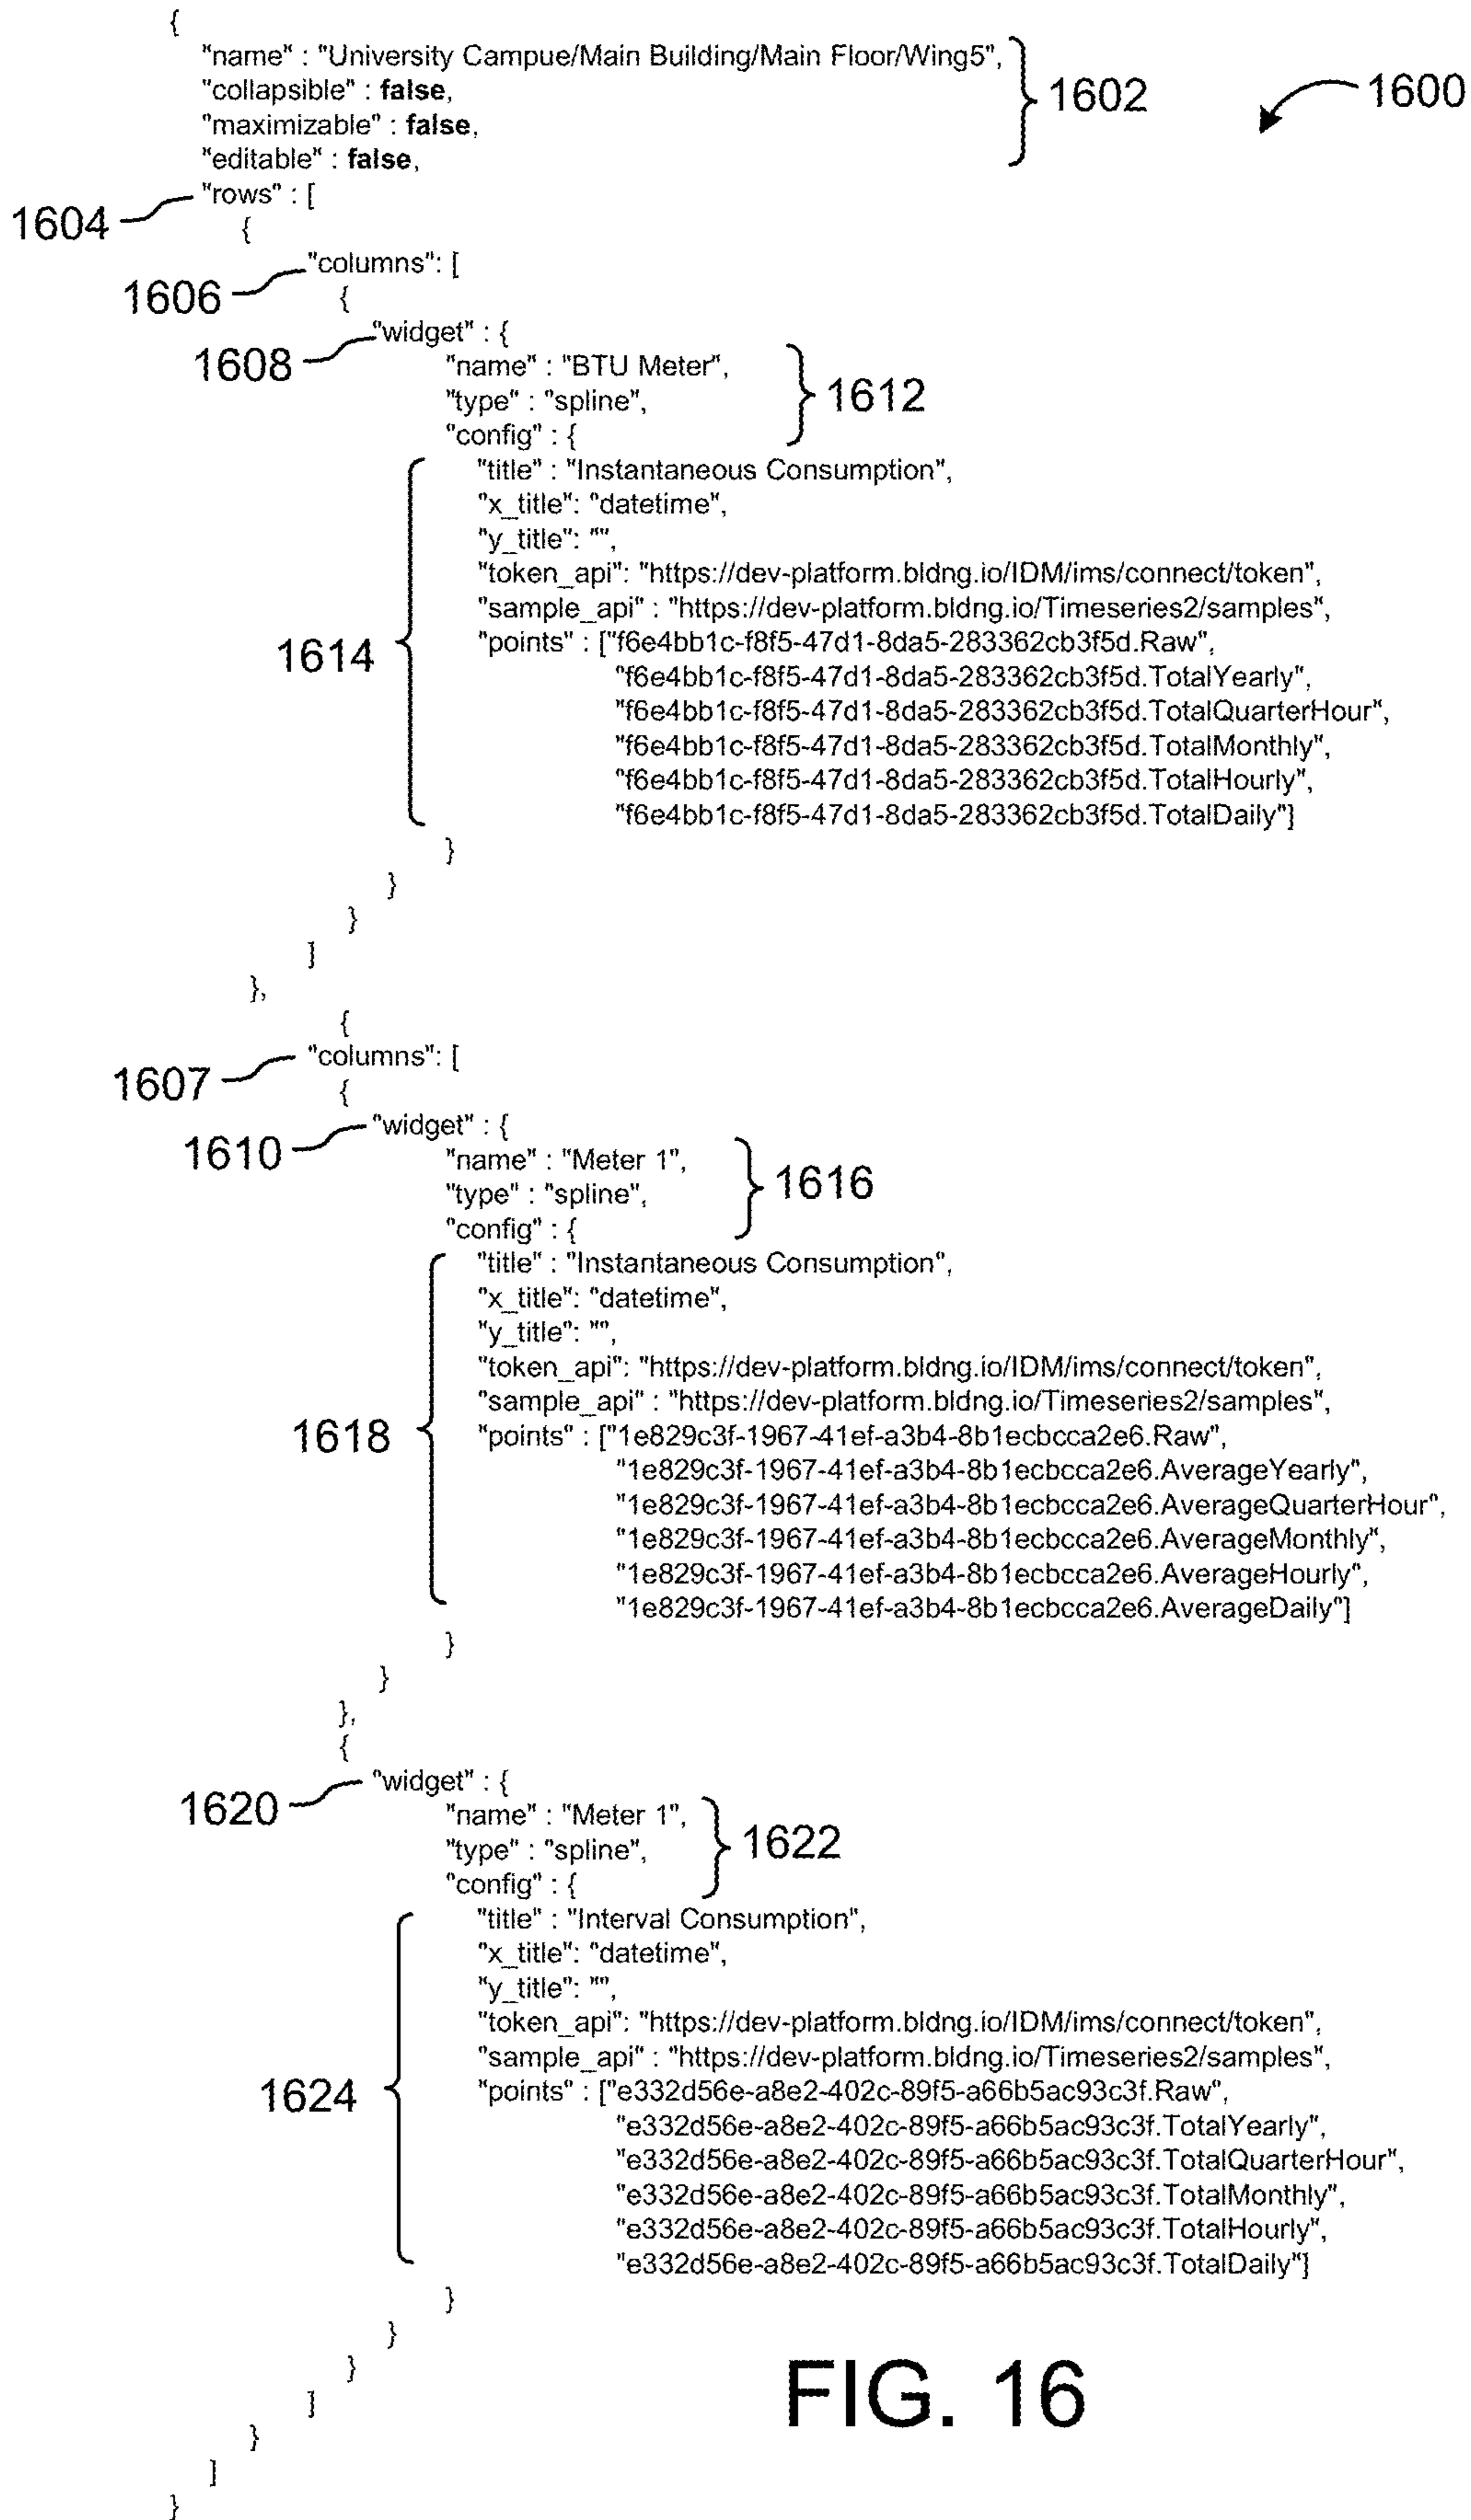 {
"name" : "University Campue/Main Building/Main Floor/Wing5",
"collapsible" : false,
"maximizable" : false,
"editable" : false,
1602
1600
"rows" : [
1604
{
"columns": [
1606
{
"widget" : {
1608
"name" : "BTU Meter",
"type" : "spline",
"config" : {
1612
"title" : "Instantaneous Consumption",
"x_title": "datetime",
"y_title": "",
"token_api": "https://dev-platform.bldng.io/IDM/ims/connect/token",
"sample_api" : "https://dev-platform.bldng.io/Timeseries2/samples",
"points" : ["f6e4bb1c-f8f5-47d1-8da5-283362cb3f5d.Raw",
"f6e4bb1c-f8f5-47d1-8da5-283362cb3f5d.TotalYearly",
"f6e4bb1c-f8f5-47d1-8da5-283362cb3f5d.TotalQuarterHour",
"f6e4bb1c-f8f5-47d1-8da5-283362cb3f5d.TotalMonthly",
"f6e4bb1c-f8f5-47d1-8da5-283362cb3f5d.TotalHourly",
"f6e4bb1c-f8f5-47d1-8da5-283362cb3f5d.TotalDaily"]
1614
}
}
}
]
},
{
"columns": [
1607
{
"widget" : {
1610
"name" : "Meter 1",
"type" : "spline",
"config" : {
1616
"title" : "Instantaneous Consumption",
"x_title": "datetime",
"y_title": "",
"token_api": "https://dev-platform.bldng.io/IDM/ims/connect/token",
"sample_api" : "https://dev-platform.bldng.io/Timeseries2/samples",
"points" : ["1e829c3f-1967-41ef-a3b4-8b1ecbcca2e6.Raw",
"1e829c3f-1967-41ef-a3b4-8b1ecbcca2e6.AverageYearly",
"1e829c3f-1967-41ef-a3b4-8b1ecbcca2e6.AverageQuarterHour",
"1e829c3f-1967-41ef-a3b4-8b1ecbcca2e6.AverageMonthly",
"1e829c3f-1967-41ef-a3b4-8b1ecbcca2e6.AverageHourly",
"1e829c3f-1967-41ef-a3b4-8b1ecbcca2e6.AverageDaily"]
1618
}
}
},
{
"widget" : {
1620
"name" : "Meter 1",
"type" : "spline",
"config" : {
1622
"title" : "Interval Consumption",
"x_title": "datetime",
"y_title": "",
"token_api": "https://dev-platform.bldng.io/IDM/ims/connect/token",
"sample_api" : "https://dev-platform.bldng.io/Timeseries2/samples",
"points" : ["e332d56e-a8e2-402c-89f5-a66b5ac93c3f.Raw",
"e332d56e-a8e2-402c-89f5-a66b5ac93c3f.TotalYearly",
"e332d56e-a8e2-402c-89f5-a66b5ac93c3f.TotalQuarterHour",
"e332d56e-a8e2-402c-89f5-a66b5ac93c3f.TotalMonthly",
"e332d56e-a8e2-402c-89f5-a66b5ac93c3f.TotalHourly",
"e332d56e-a8e2-402c-89f5-a66b5ac93c3f.TotalDaily"]
1624
}
}
}
]
}
]
}
FIG. 16